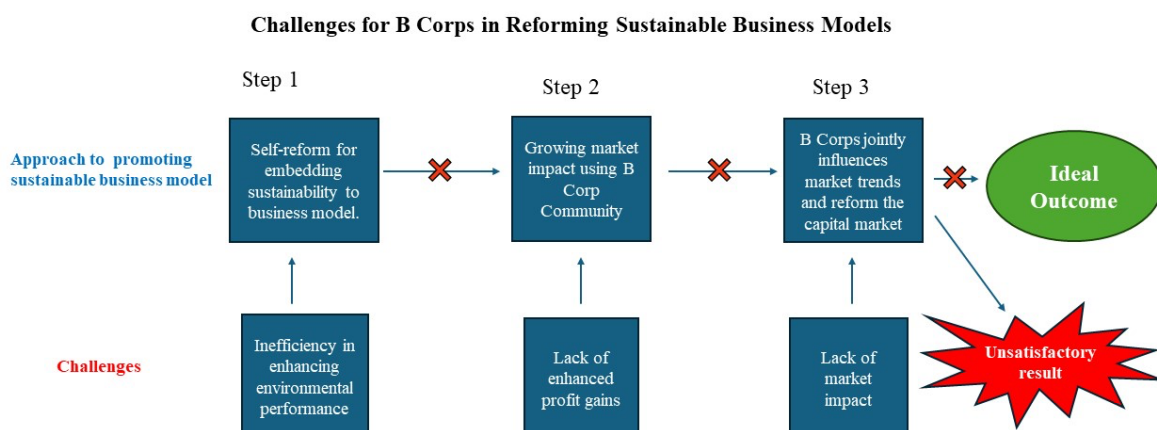 Challenges for B Corps in Reforming Sustainable Business Models
Step 1
Step 2
Step 3
Approach to promoting
sustainable business model
Self-reform for
embedding
sustainability to
business model.
Growing market
impact using B
Corp
Community
B Corps jointly
influences
market trends
and reform the
capital market
Ideal
Outcome
Challenges
Inefficiency in
enhancing
environmental
performance
Lack of
enhanced
profit gains
Lack of
market
impact
Unsatisfactory
result